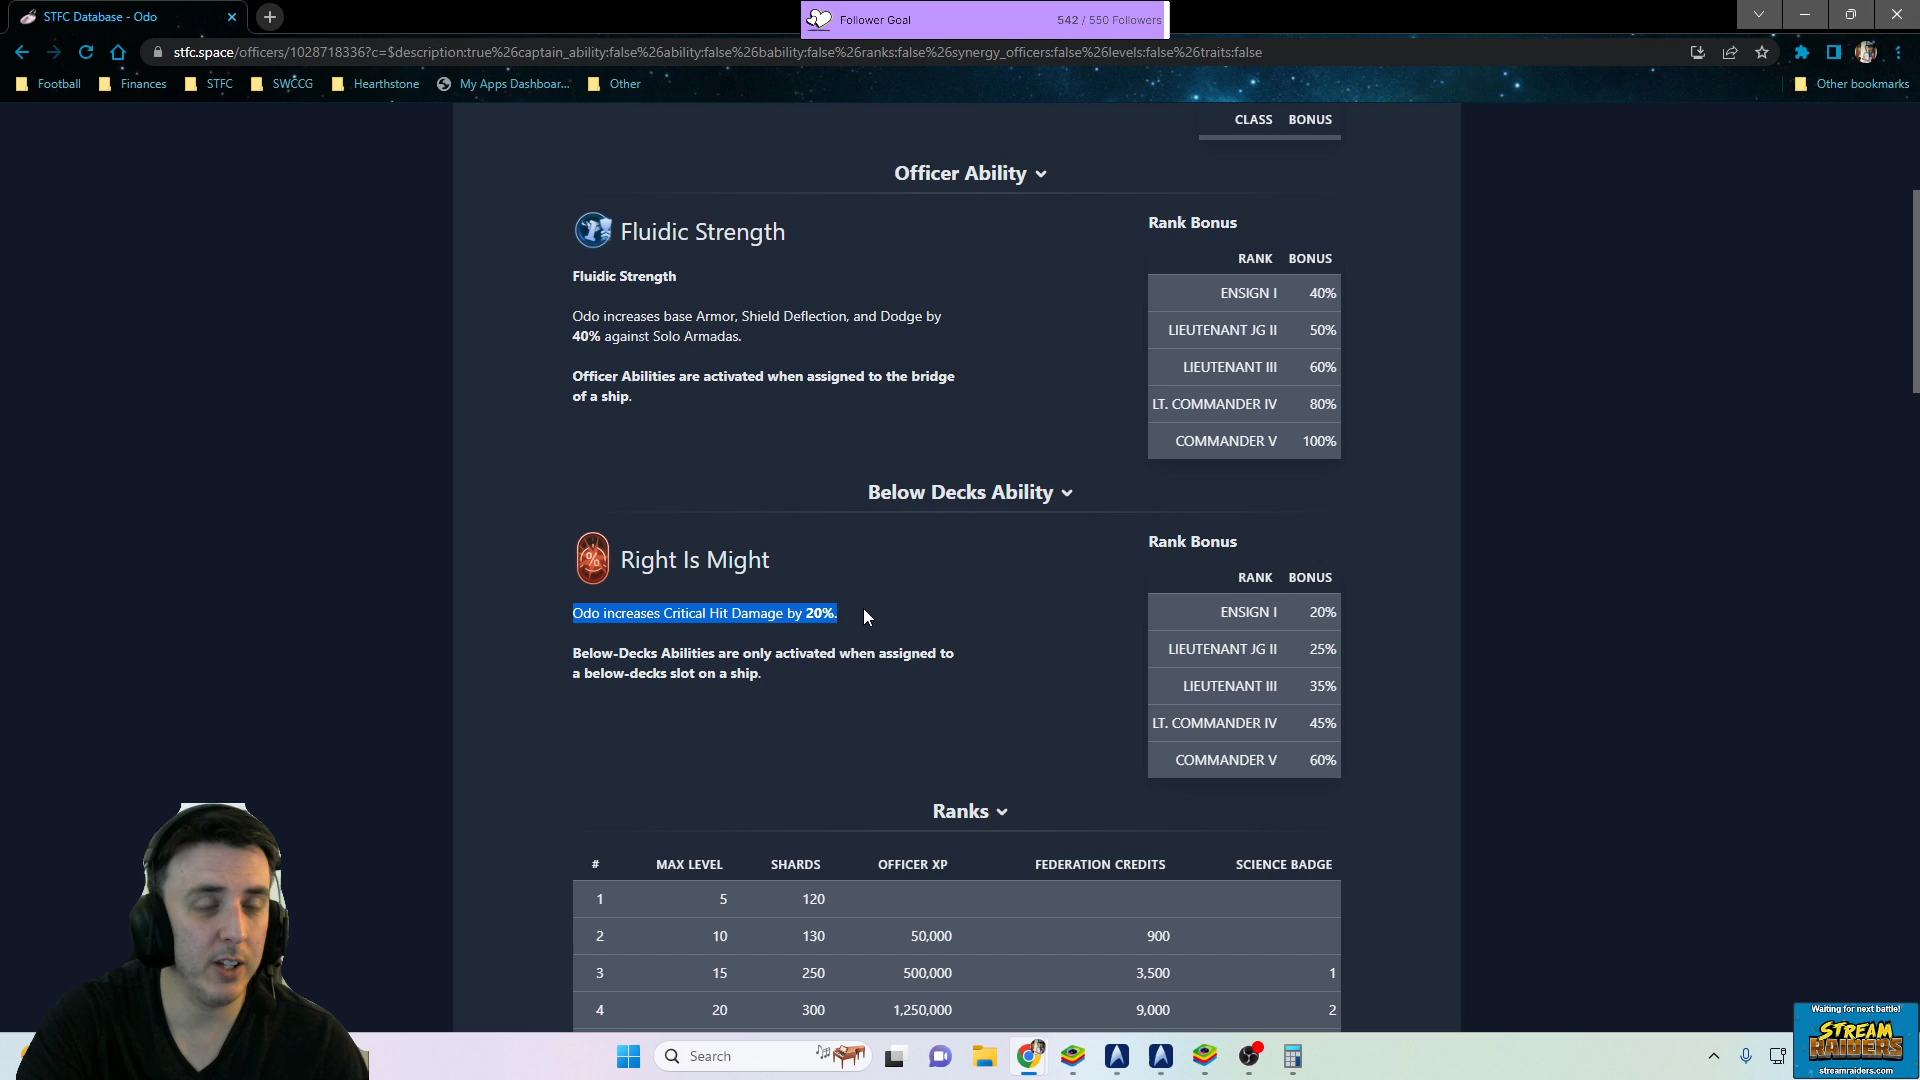 STFC Database - Odo
Follower Goal 542 / 550 Followers
stfc.space/officers/1028718336?c=$description:true%26captain_ability:false%26ability:false%26bability:false%26ranks:false%26synergy_officers:false%26levels:false%26traits:false
Football Finances STFC SWCCG Hearthstone My Apps Dashboar... Other Other bookmarks
CLASS BONUS
Officer Ability
Fluidic Strength
Fluidic Strength
Odo increases base Armor, Shield Deflection, and Dodge by
40% against Solo Armadas.
Officer Abilities are activated when assigned to the bridge
of a ship.
Rank Bonus
RANK BONUS
ENSIGN I 40%
LIEUTENANT JG II 50%
LIEUTENANT III 60%
LT. COMMANDER IV 80%
COMMANDER V 100%
Below Decks Ability
Right Is Might
Odo increases Critical Hit Damage by 20%.
Below-Decks Abilities are only activated when assigned to
a below-decks slot on a ship.
Rank Bonus
RANK BONUS
ENSIGN I 20%
LIEUTENANT JG II 25%
LIEUTENANT III 35%
LT. COMMANDER IV 45%
COMMANDER V 60%
Ranks
# MAX LEVEL SHARDS OFFICER XP FEDERATION CREDITS SCIENCE BADGE
1 5 120
2 10 130 50,000 900
3 15 250 500,000 3,500 1
4 20 300 1,250,000 9,000 2
Search
Waiting for next battle!
STREAM
RAIDERS
streamraiders.com